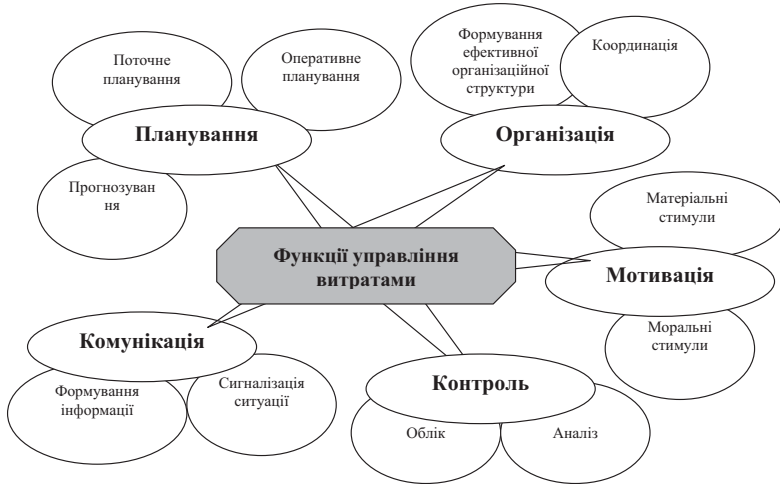 Поточне
планування
Оперативне
планування
Планування
Прогнозуван
ня
Формування
ефективної
організаційної
структури
Координація
Організація
Функції управління
витратами
Матеріальні
стимули
Мотивація
Моральні
стимули
Комунікація
Формування
інформації
Сигналізація
ситуації
Контроль
Облік
Аналіз